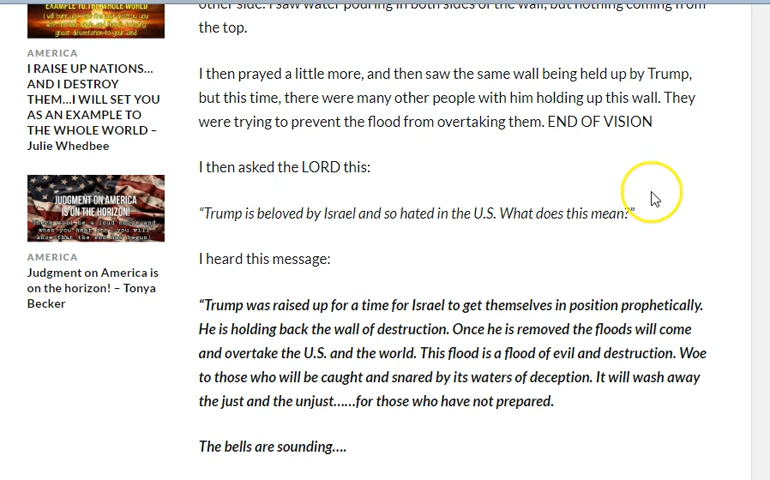 EXAMPLE TO THE WHOLE WORLD
AMERICA
I RAISE UP NATIONS…
AND I DESTROY
THEM…I WILL SET YOU
AS AN EXAMPLE TO
THE WHOLE WORLD –
Julie Whedbee
JUDGMENT ON AMERICA
IS ON THE HORIZON!
AMERICA
Judgment on America is
on the horizon! – Tonya
Becker
other side. I saw water pouring in both sides of the wall, but nothing coming from
the top.
I then prayed a little more, and then saw the same wall being held up by Trump,
but this time, there were many other people with him holding up this wall. They
were trying to prevent the flood from overtaking them. END OF VISION
I then asked the LORD this:
“Trump is beloved by Israel and so hated in the U.S. What does this mean?”
I heard this message:
“Trump was raised up for a time for Israel to get themselves in position prophetically.
He is holding back the wall of destruction. Once he is removed the floods will come
and overtake the U.S. and the world. This flood is a flood of evil and destruction. Woe
to those who will be caught and snared by its waters of deception. It will wash away
the just and the unjust……for those who have not prepared.
The bells are sounding….